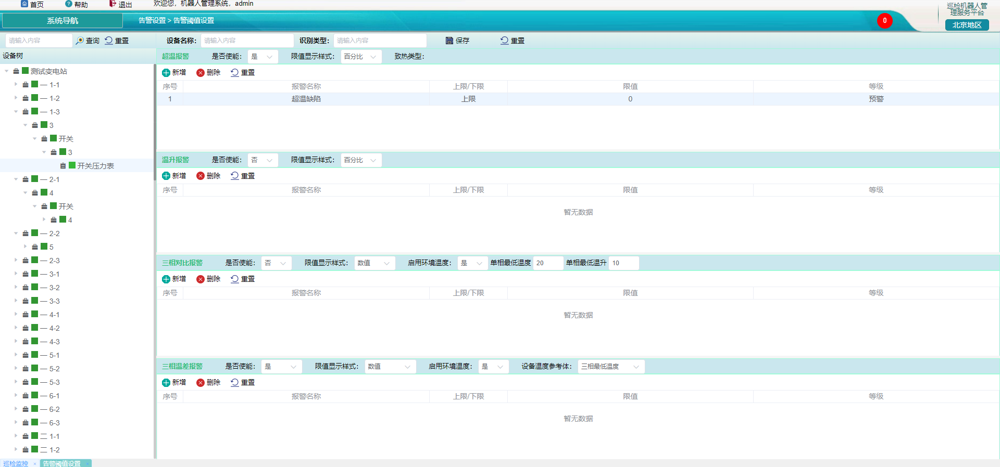 首页 帮助 退出 欢迎您，机器人管理系统，admin
巡检机器人管
理服务平台
北京地区
系统导航 告警设置 > 告警阈值设置 0
请输入内容 查询 重置 设备名称： 请输入内容 识别类型： 请输入内容 保存 重置
设备树
测试变电站
一 1-1
一 1-2
一 1-3
3
开关
3
开关压力表
一 2-1
4
开关
4
一 2-2
5
一 2-3
一 3-1
一 3-2
一 3-3
一 4-1
一 4-2
一 4-3
一 5-1
一 5-2
一 5-3
一 6-1
一 6-2
一 6-3
二 1-1
二 1-2
超温报警 是否使能： 是 限值显示样式： 百分比 致热类型：
新增 删除 重置
序号 报警名称 上限/下限 限值 等级
1 超温缺陷 上限 0 预警
温升报警 是否使能： 否 限值显示样式： 百分比
新增 删除 重置
序号 报警名称 上限/下限 限值 等级
暂无数据
三相对比报警 是否使能： 否 限值显示样式： 数值 启用环境温度： 是 单相最低温度 20 单相最低温升 10
新增 删除 重置
序号 报警名称 上限/下限 限值 等级
暂无数据
三相温差报警 是否使能： 是 限值显示样式： 数值 启用环境温度： 是 设备温度参考体： 三相最低温度
新增 删除 重置
序号 报警名称 上限/下限 限值 等级
暂无数据
巡检监控 × 告警阈值设置 ×